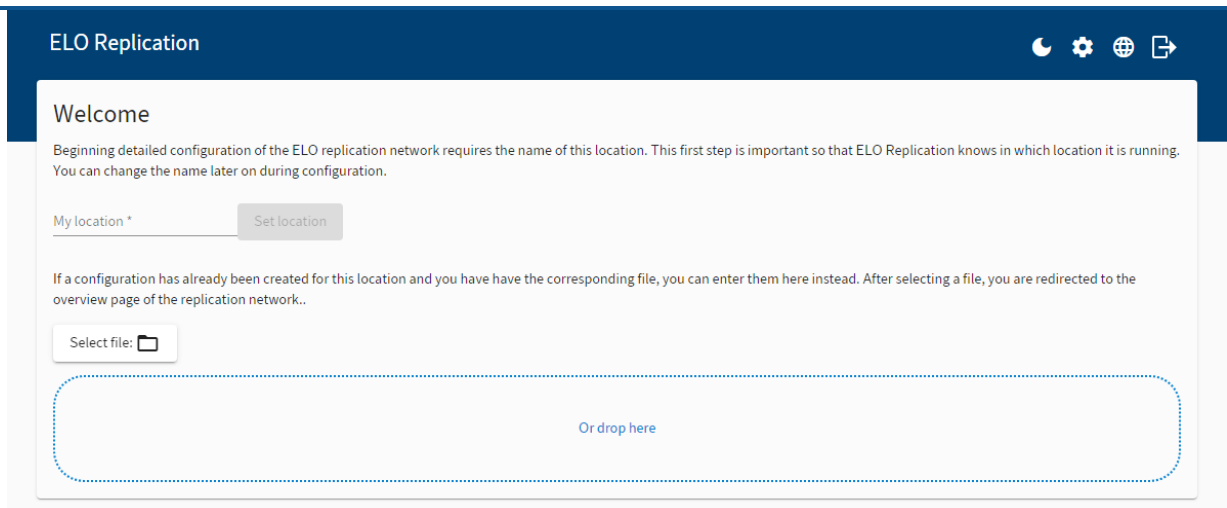 ELO Replication
Welcome
Beginning detailed configuration of the ELO replication network requires the name of this location. This first step is important so that ELO Replication knows in which location it is running.
You can change the name later on during configuration.
My location *
Set location
If a configuration has already been created for this location and you have have the corresponding file, you can enter them here instead. After selecting a file, you are redirected to the
overview page of the replication network..
Select file:
Or drop here